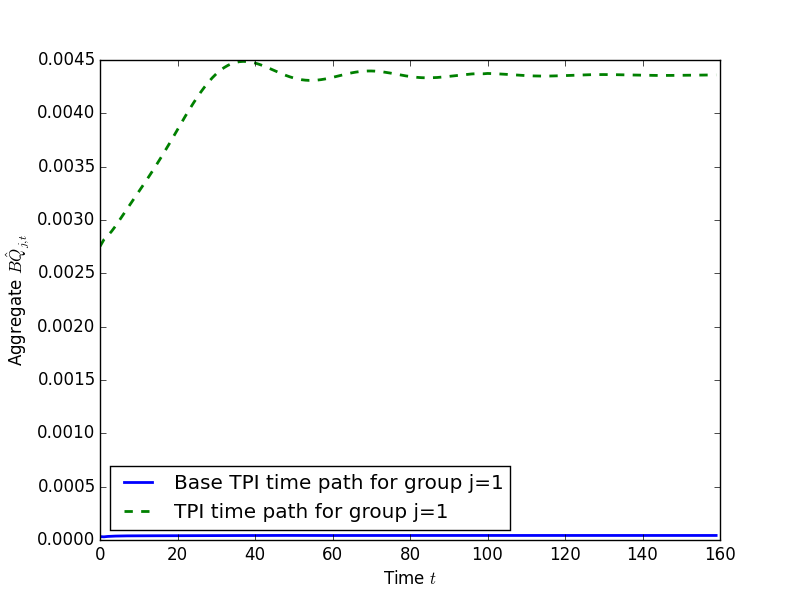 0.0045
0.0040
0.0035
0.0030
0.0025
0.0020
0.0015
0.0010
0.0005
0.0000
Aggregate $\hat{BQ}_{j,t}$
Base TPI time path for group j=1
TPI time path for group j=1
0 20 40 60 80 100 120 140 160
Time t